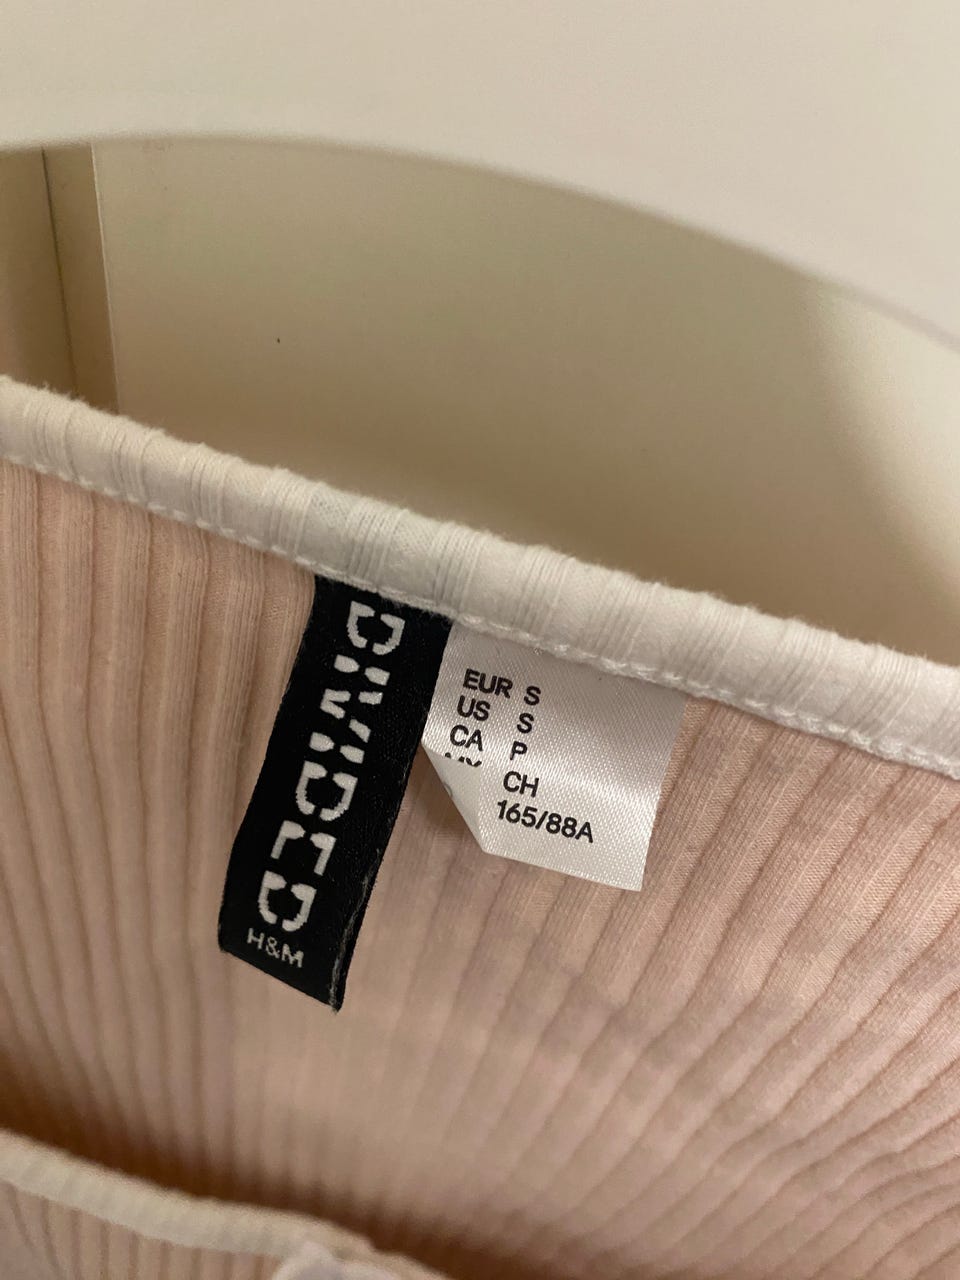 DIVIDED
H&M
EUR S
US S
CA P
CH
165/88A